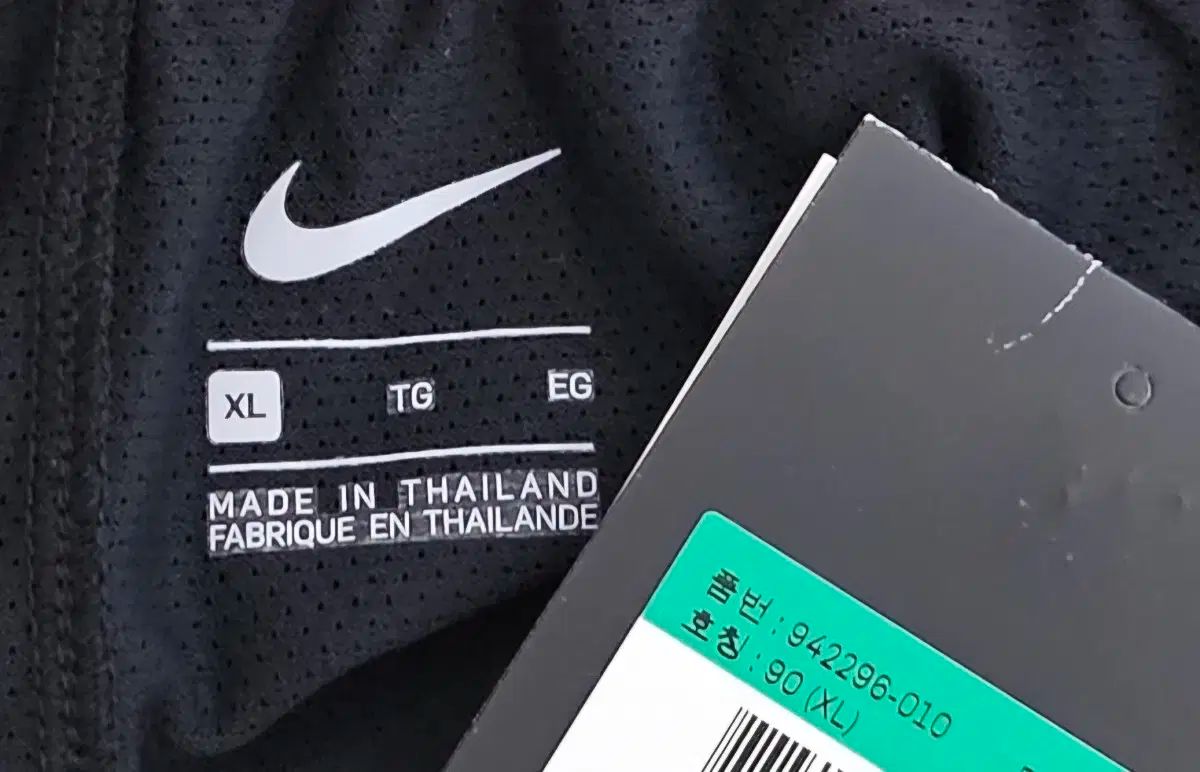 XL TG EG
MADE IN THAILAND
FABRIQUE EN THAILANDE
품번 : 942296-010
호칭 : 90 (XL)